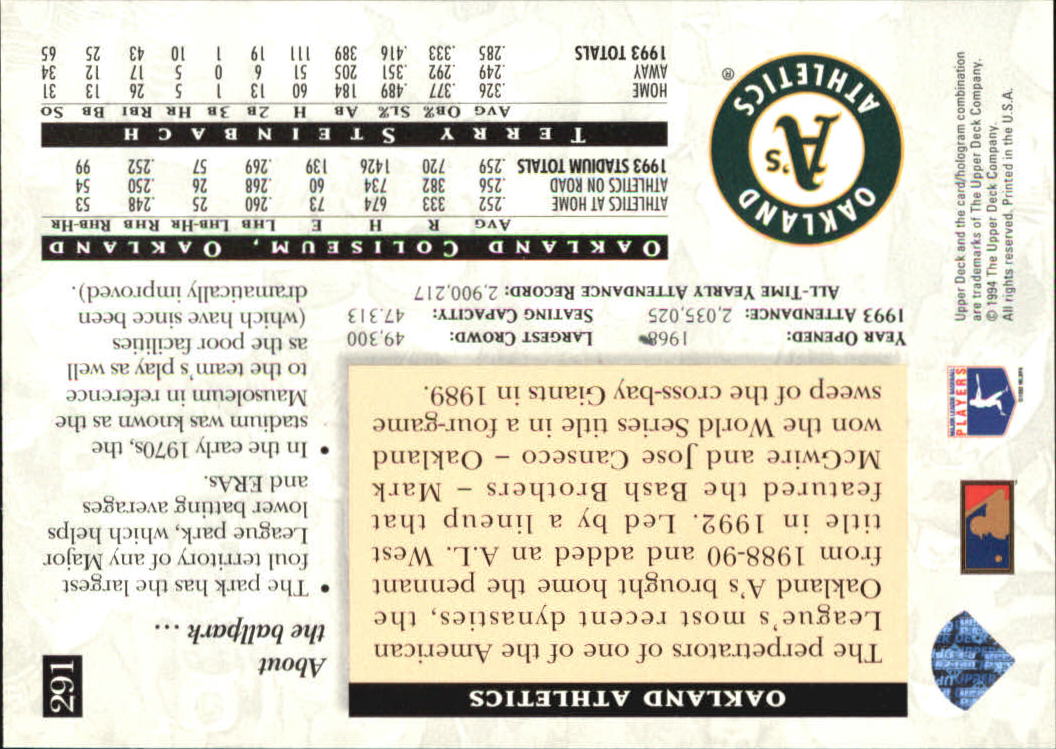 291
OAKLAND ATHLETICS
The perpetrators of one of the American
League's most recent dynasties, the
Oakland A's brought home the pennant
from 1988-90 and added an A.L. West
title in 1992. Led by a lineup that
featured the Bash Brothers – Mark
McGwire and Jose Canseco – Oakland
won the World Series title in a four-game
sweep of the cross-bay Giants in 1989.
About
the ballpark ...
• The park has the largest
foul territory of any Major
League park, which helps
lower batting averages
and ERAs.
• In the early 1970s, the
stadium was known as the
Mausoleum in reference
to the team's play as well
as the poor facilities
(which have since been
dramatically improved).
YEAR OPENED: 1968 LARGEST CROWD: 49,300
1993 ATTENDANCE: 2,035,025 SEATING CAPACITY: 47,313
ALL-TIME YEARLY ATTENDANCE RECORD: 2,900,217
OAKLAND COLISEUM, OAKLAND
AVG R H E LHB LHB-HR RHB RHB-HR
ATHLETICS AT HOME .252 333 674 73 .260 25 .248 53
ATHLETICS ON ROAD .256 382 734 60 .268 26 .250 54
1993 STADIUM TOTALS .259 720 1426 139 .269 57 .252 99
TERRY STEINBACH
AVG OB% SL% AB H 2B 3B HR RBI BB SO
HOME .326 .377 .489 184 60 13 1 5 26 13 31
AWAY .249 .292 .351 205 51 6 0 5 17 12 34
1993 TOTALS .285 .333 .416 389 111 19 1 10 43 25 65
OAKLAND
A's
ATHLETICS
®
MAJOR LEAGUE BASEBALL
PLAYERS
Upper Deck and the card/hologram combination
are trademarks of The Upper Deck Company.
© 1994 The Upper Deck Company.
All rights reserved. Printed in the U.S.A.